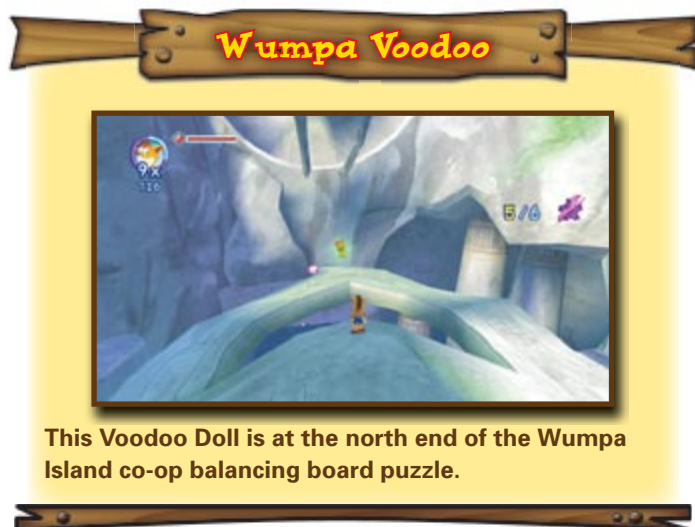 Wumpa Voodoo
9x
5/6
This Voodoo Doll is at the north end of the Wumpa
Island co-op balancing board puzzle.